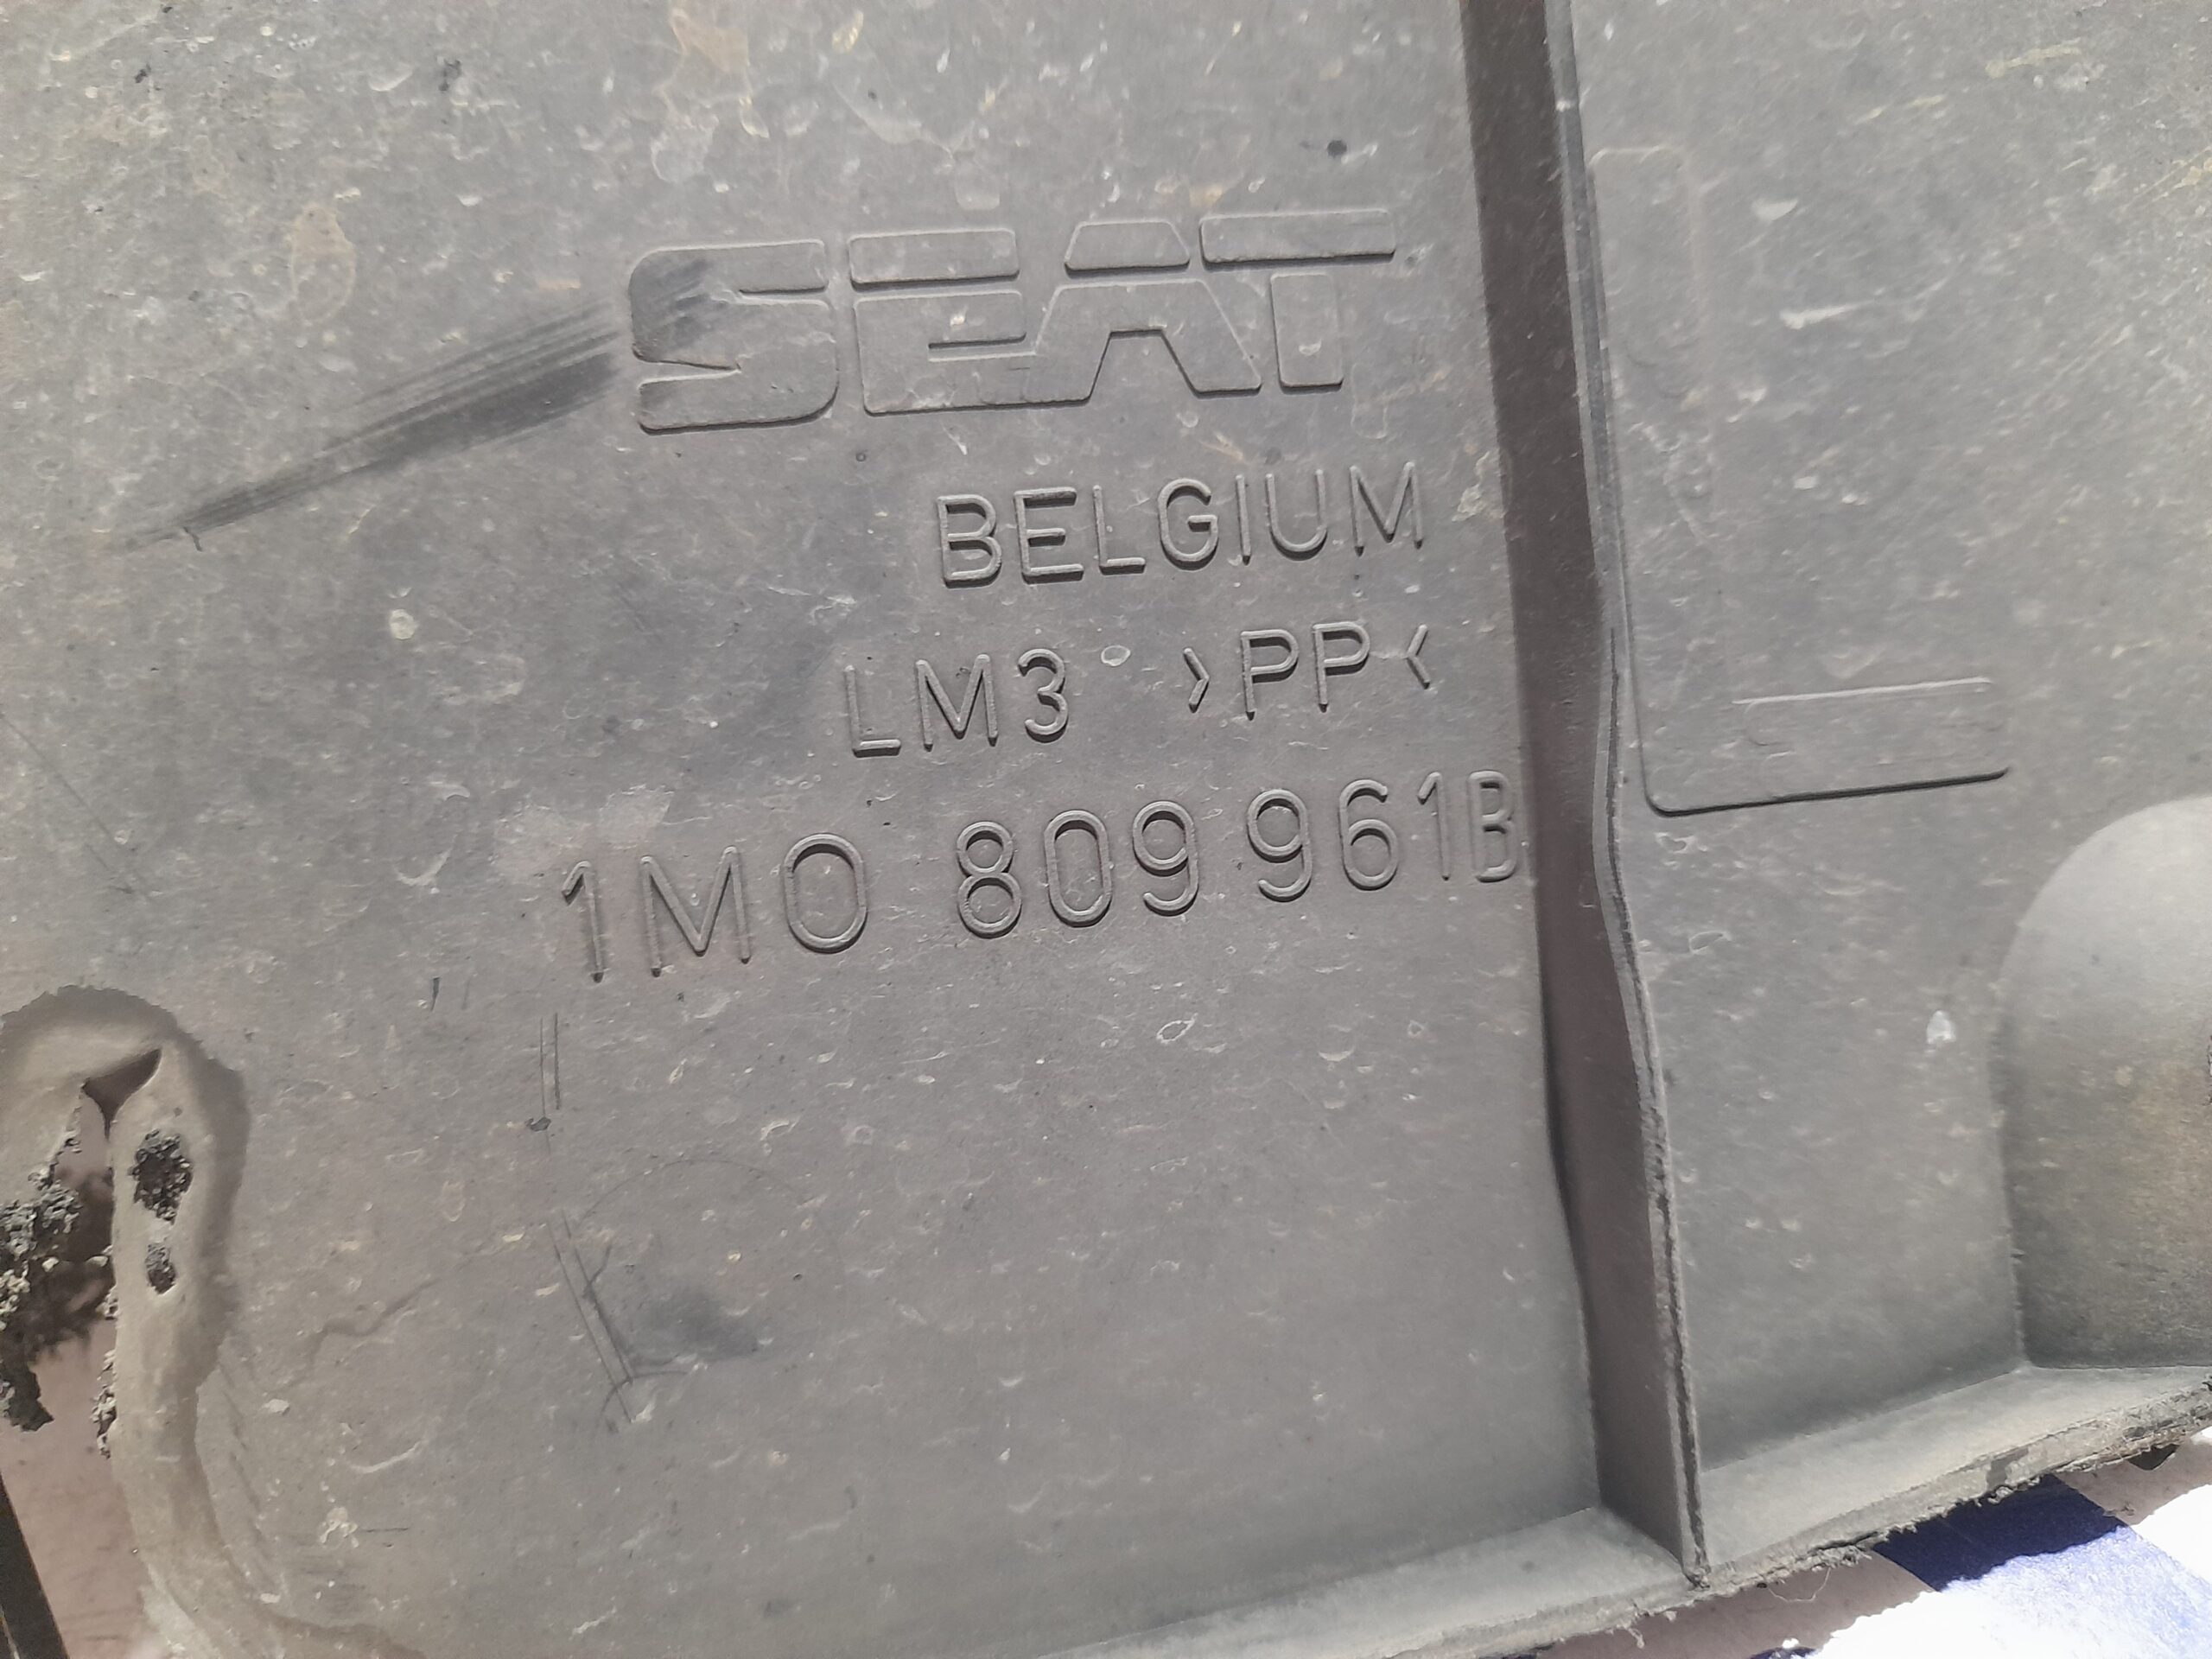 SEAT
BELGIUM
LM3 >PP<
1M0 809 961B